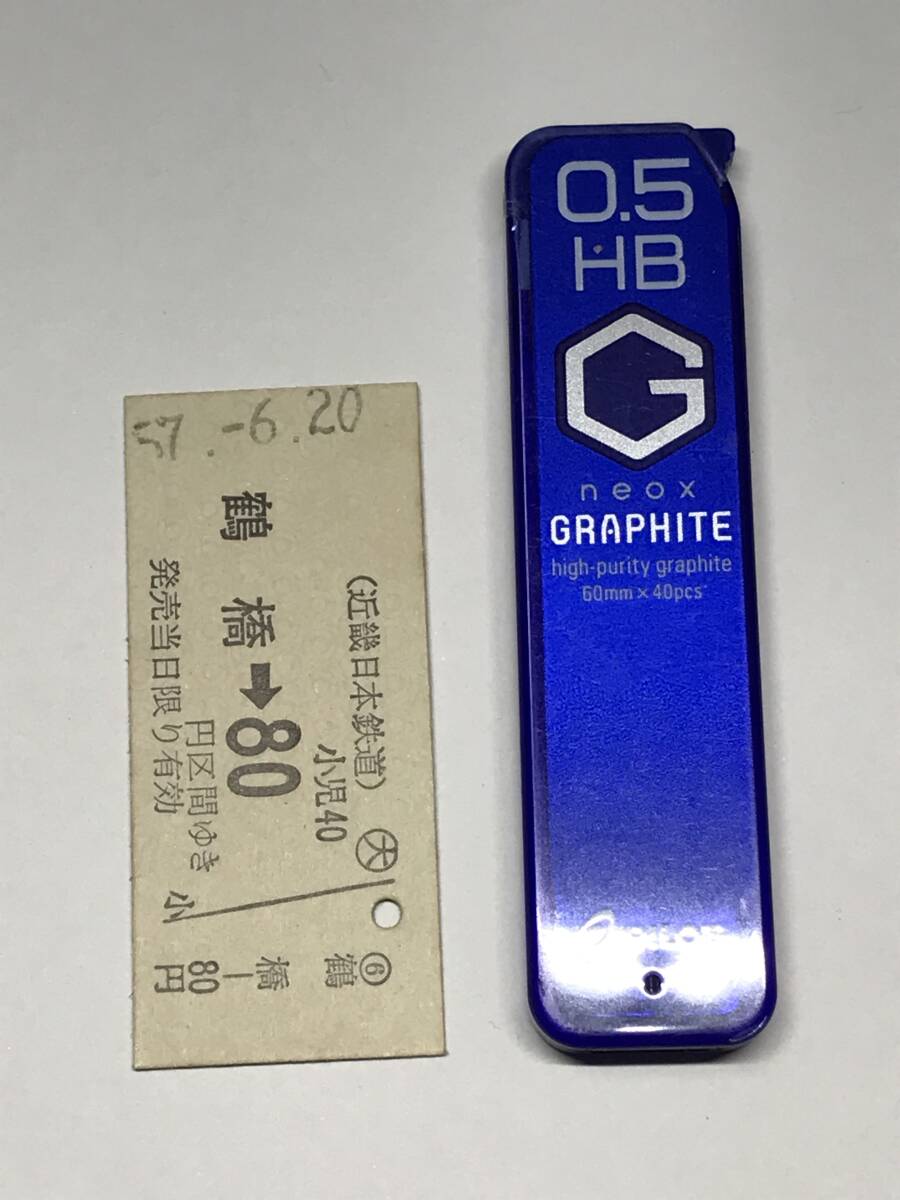 57.-6.20
(近畿日本鉄道) 大
小児40
鶴橋➡80
円区間ゆき
発売当日限り有効
小
⑥
鶴
橋
|
80
円
0.5
HB
G
neox
GRAPHITE
high-purity graphite
60mm×40pcs
PILOT